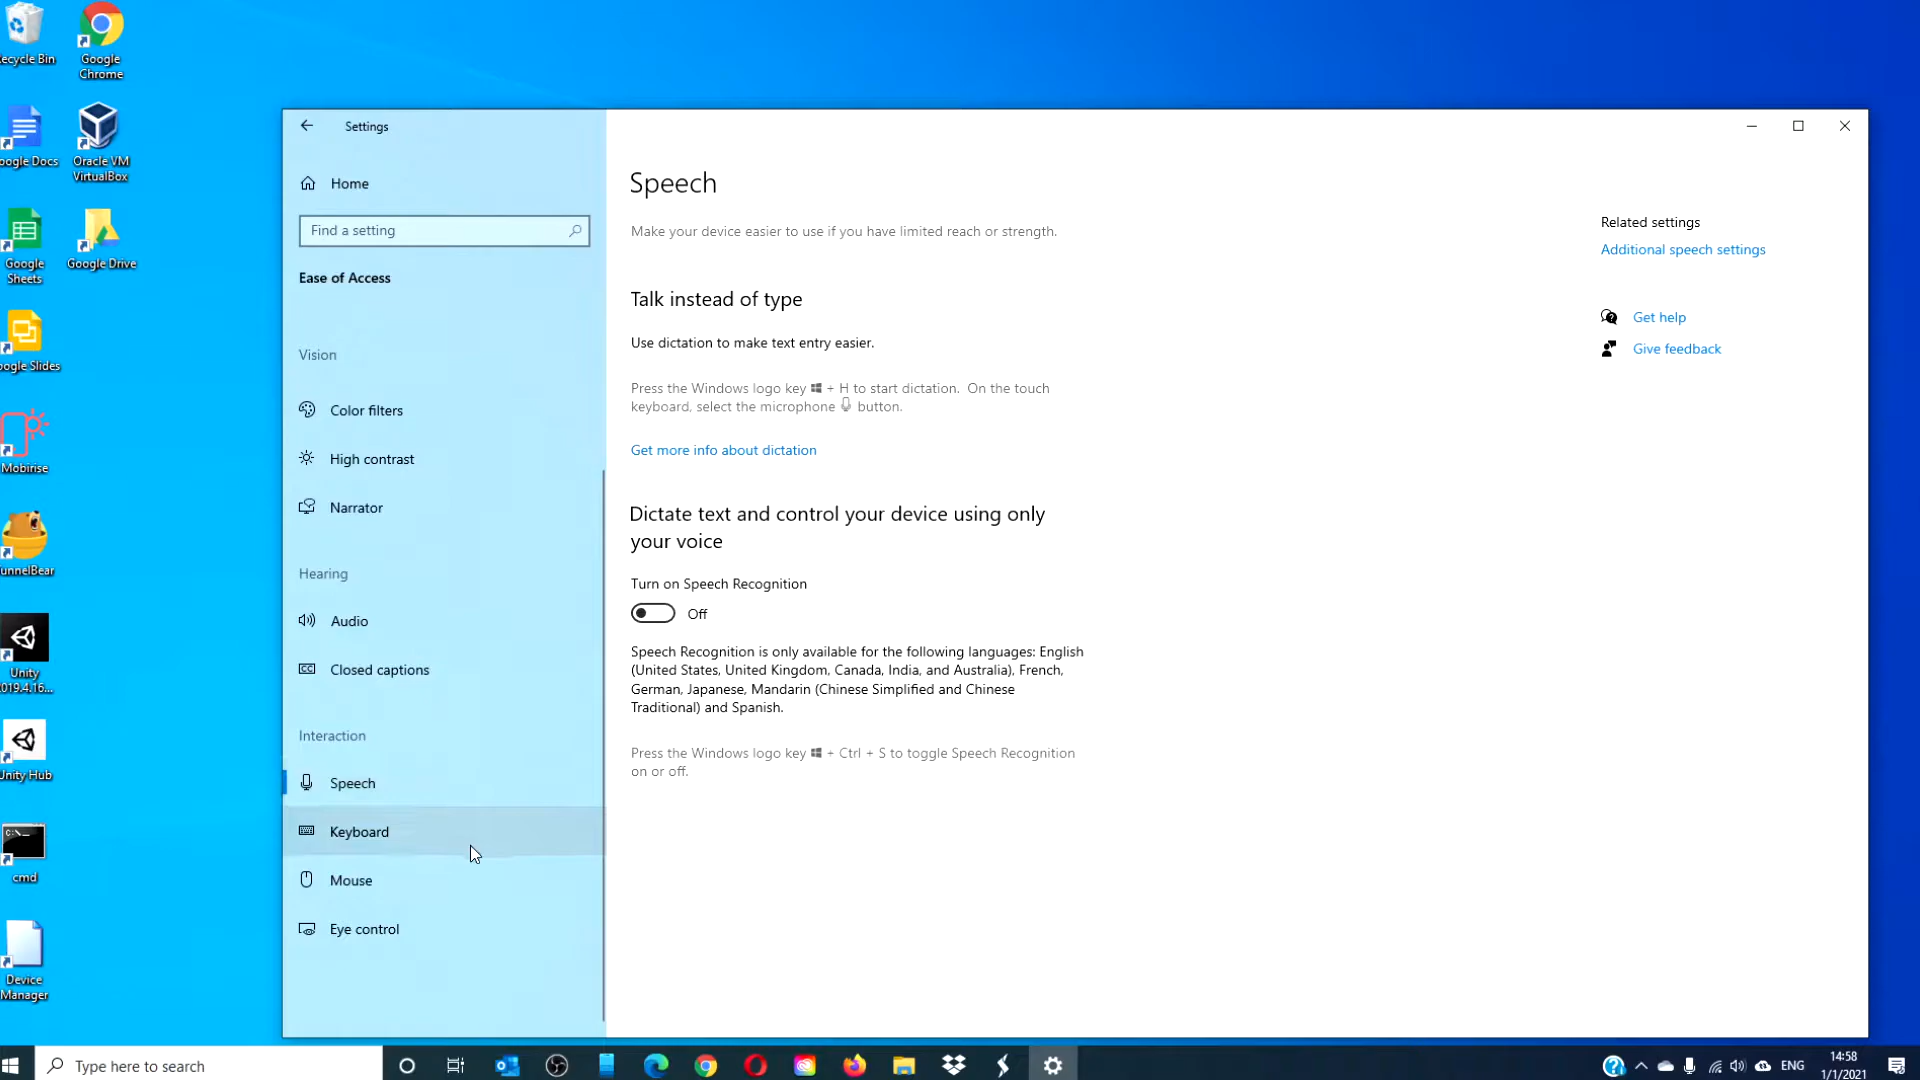 Recycle Bin
Google
Chrome
Google Docs
Oracle VM
VirtualBox
Google
Sheets
Google Drive
Google Slides
Mobirise
TunnelBear
Unity
2019.4.16...
Unity Hub
C:\>_
cmd
Device
Manager
Settings
Home
Find a setting
Ease of Access
Vision
Color filters
High contrast
Narrator
Hearing
Audio
CC
Closed captions
Interaction
Speech
Keyboard
Mouse
Eye control
Speech
Make your device easier to use if you have limited reach or strength.
Talk instead of type
Use dictation to make text entry easier.
Press the Windows logo key + H to start dictation. On the touch
keyboard, select the microphone button.
Get more info about dictation
Dictate text and control your device using only
your voice
Turn on Speech Recognition
Off
Speech Recognition is only available for the following languages: English
(United States, United Kingdom, Canada, India, and Australia), French,
German, Japanese, Mandarin (Chinese Simplified and Chinese
Traditional) and Spanish.
Press the Windows logo key + Ctrl + S to toggle Speech Recognition
on or off.
Related settings
Additional speech settings
Get help
Give feedback
Type here to search
ENG
14:58
1/1/2021